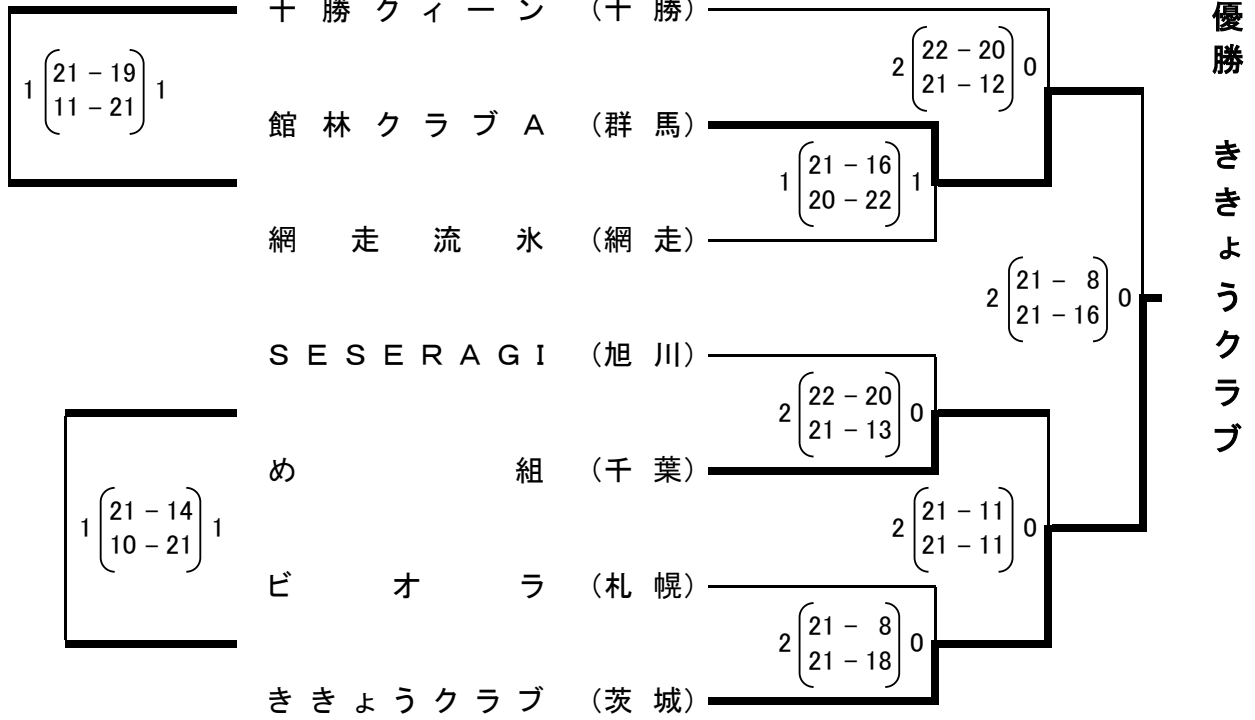 十勝クィーン （十勝）
2 22 － 20 0
21 － 12
1 21 － 19 1
11 － 21
館林クラブA （群馬）
1 21 － 16 1
20 － 22
網走流氷 （網走）
2 21 － 8 0
21 － 16
SESERAGI （旭川）
2 22 － 20 0
21 － 13
め組 （千葉）
1 21 － 14 1
10 － 21
2 21 － 11 0
21 － 11
ビオラ （札幌）
2 21 － 8 0
21 － 18
ききょうクラブ （茨城）
優勝 ききょうクラブ